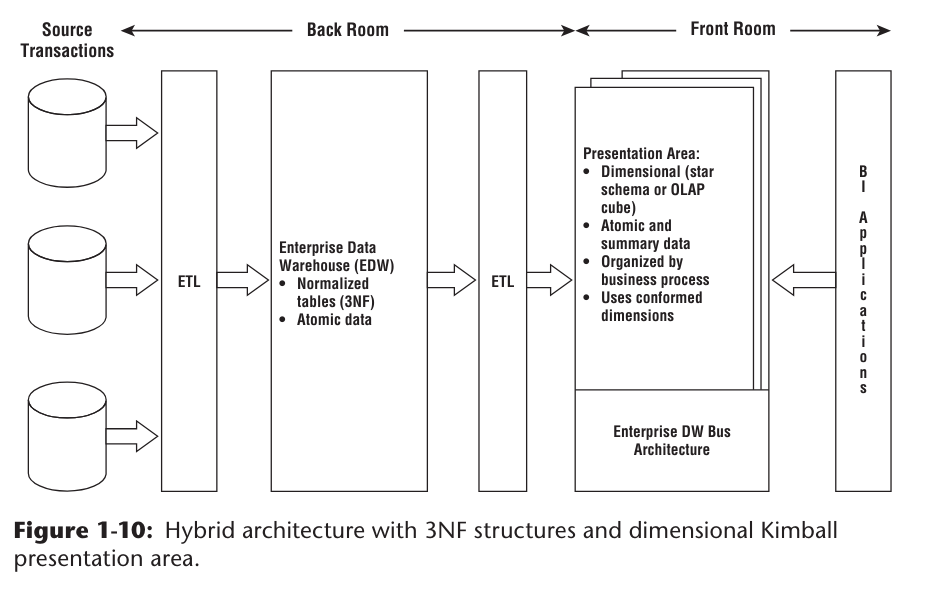 Source
Transactions
Back Room
Front Room
ETL
Enterprise Data
Warehouse (EDW)
• Normalized
tables (3NF)
• Atomic data
ETL
Presentation Area:
• Dimensional (star
schema or OLAP
cube)
• Atomic and
summary data
• Organized by
business process
• Uses conformed
dimensions
Enterprise DW Bus
Architecture
BI Applications
Figure 1-10: Hybrid architecture with 3NF structures and dimensional Kimball
presentation area.